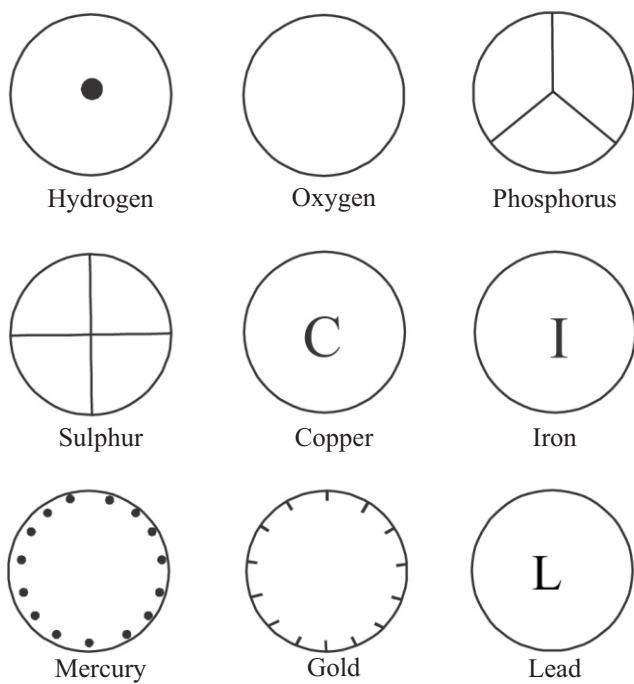 Hydrogen
Oxygen
Phosphorus
C
I
Sulphur
Copper
Iron
L
Mercury
Gold
Lead